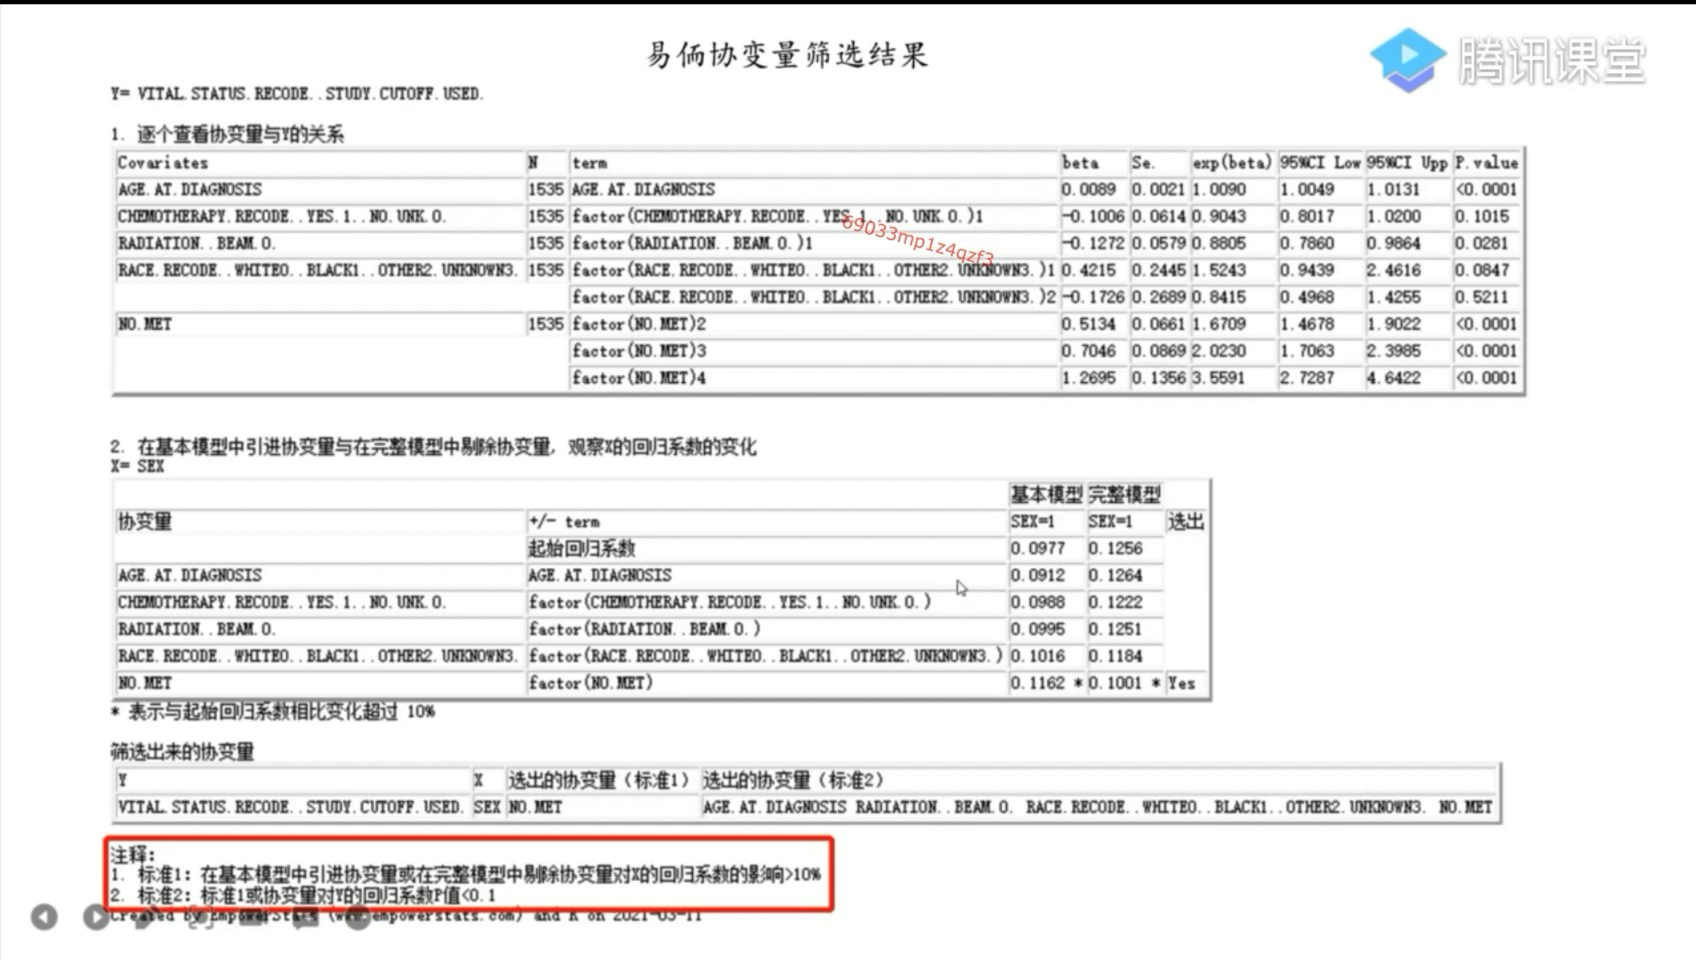 易侕协变量筛选结果
腾讯课堂
Y= VITAL.STATUS.RECODE..STUDY.CUTOFF.USED.
1. 逐个查看协变量与Y的关系
Covariates N term beta Se. exp(beta) 95%CI Low 95%CI Upp P.value
AGE.AT.DIAGNOSIS 1535 AGE.AT.DIAGNOSIS 0.0089 0.0021 1.0090 1.0049 1.0131 <0.0001
CHEMOTHERAPY.RECODE..YES.1..NO.UNK.0. 1535 factor(CHEMOTHERAPY.RECODE..YES.1..NO.UNK.0.)1 -0.1006 0.0614 0.9043 0.8017 1.0200 0.1015
69033mp1z4qzf3
RADIATION..BEAM.0. 1535 factor(RADIATION..BEAM.0.)1 -0.1272 0.0579 0.8805 0.7860 0.9864 0.0281
RACE.RECODE..WHITE0..BLACK1..OTHER2.UNKNOWN3. 1535 factor(RACE.RECODE..WHITE0..BLACK1..OTHER2.UNKNOWN3.)1 0.4215 0.2445 1.5243 0.9439 2.4616 0.0847
factor(RACE.RECODE..WHITE0..BLACK1..OTHER2.UNKNOWN3.)2 -0.1726 0.2689 0.8415 0.4968 1.4255 0.5211
NO.MET 1535 factor(NO.MET)2 0.5134 0.0661 1.6709 1.4678 1.9022 <0.0001
factor(NO.MET)3 0.7046 0.0869 2.0230 1.7063 2.3985 <0.0001
factor(NO.MET)4 1.2695 0.1356 3.5591 2.7287 4.6422 <0.0001
2. 在基本模型中引进协变量与在完整模型中剔除协变量, 观察X的回归系数的变化
X= SEX
基本模型 完整模型
协变量 +/- term SEX=1 SEX=1 选出
起始回归系数 0.0977 0.1256
AGE.AT.DIAGNOSIS AGE.AT.DIAGNOSIS 0.0912 0.1264
CHEMOTHERAPY.RECODE..YES.1..NO.UNK.0. factor(CHEMOTHERAPY.RECODE..YES.1..NO.UNK.0.) 0.0988 0.1222
RADIATION..BEAM.0. factor(RADIATION..BEAM.0.) 0.0995 0.1251
RACE.RECODE..WHITE0..BLACK1..OTHER2.UNKNOWN3. factor(RACE.RECODE..WHITE0..BLACK1..OTHER2.UNKNOWN3.) 0.1016 0.1184
NO.MET factor(NO.MET) 0.1162 * 0.1001 * Yes
* 表示与起始回归系数相比变化超过 10%
筛选出来的协变量
Y X 选出的协变量（标准1） 选出的协变量（标准2）
VITAL.STATUS.RECODE..STUDY.CUTOFF.USED. SEX NO.MET AGE.AT.DIAGNOSIS RADIATION..BEAM.0. RACE.RECODE..WHITE0..BLACK1..OTHER2.UNKNOWN3. NO.MET
注释:
1. 标准1: 在基本模型中引进协变量或在完整模型中剔除协变量对X的回归系数的影响>10%
2. 标准2: 标准1或协变量对Y的回归系数P值<0.1
Created by EmpowerStats (www.empowerstats.com) and R on 2021-03-11